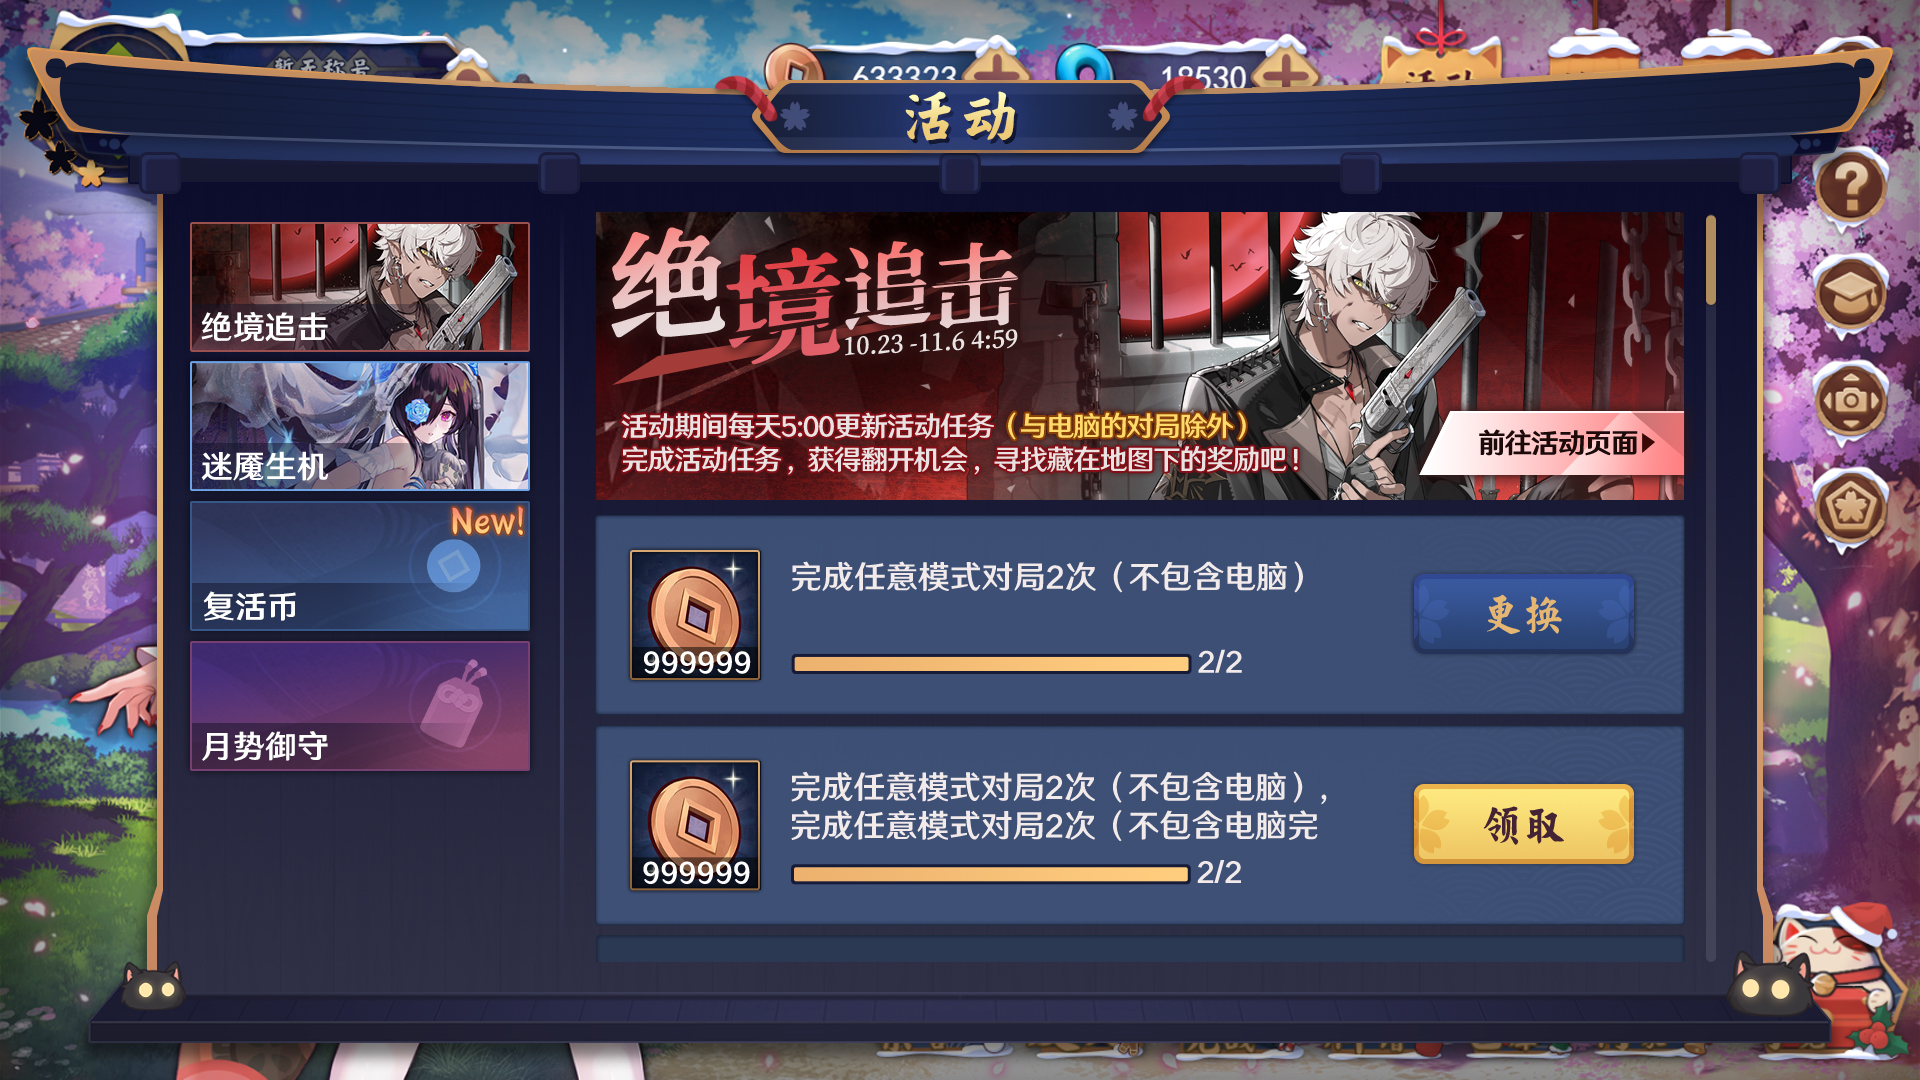 暂无称号
633323
18530
活动
活动
绝境追击
迷魇生机
New!
复活币
月势御守
绝境追击
10.23 -11.6 4:59
活动期间每天5:00更新活动任务（与电脑的对局除外）
完成活动任务，获得翻开机会，寻找藏在地图下的奖励吧！
前往活动页面
完成任意模式对局2次（不包含电脑）
999999
2/2
更换
完成任意模式对局2次（不包含电脑），
完成任意模式对局2次（不包含电脑完
999999
2/2
领取